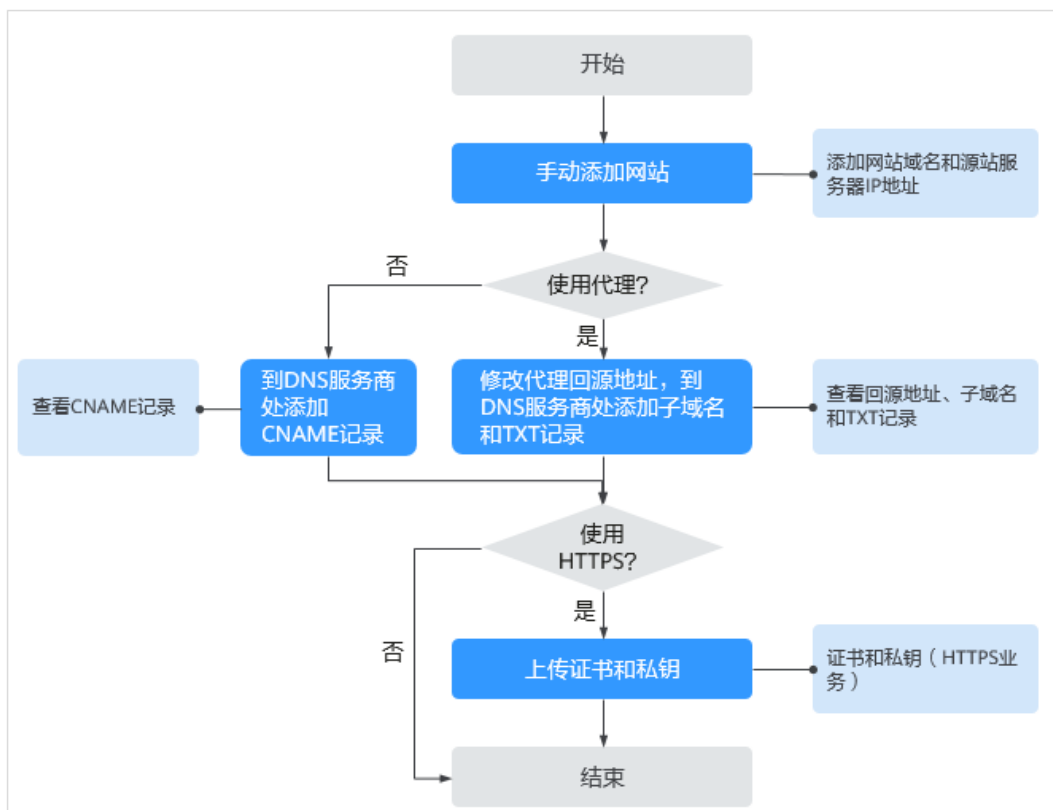 开始
手动添加网站
添加网站域名和源站服
务器IP地址
否
使用代理?
是
查看CNAME记录
到DNS服务商
处添加
CNAME记录
修改代理回源地址，到
DNS服务商处添加子域名
和TXT记录
查看回源地址、子域名
和TXT记录
使用
HTTPS?
是
否
上传证书和私钥
证书和私钥（HTTPS业
务）
结束